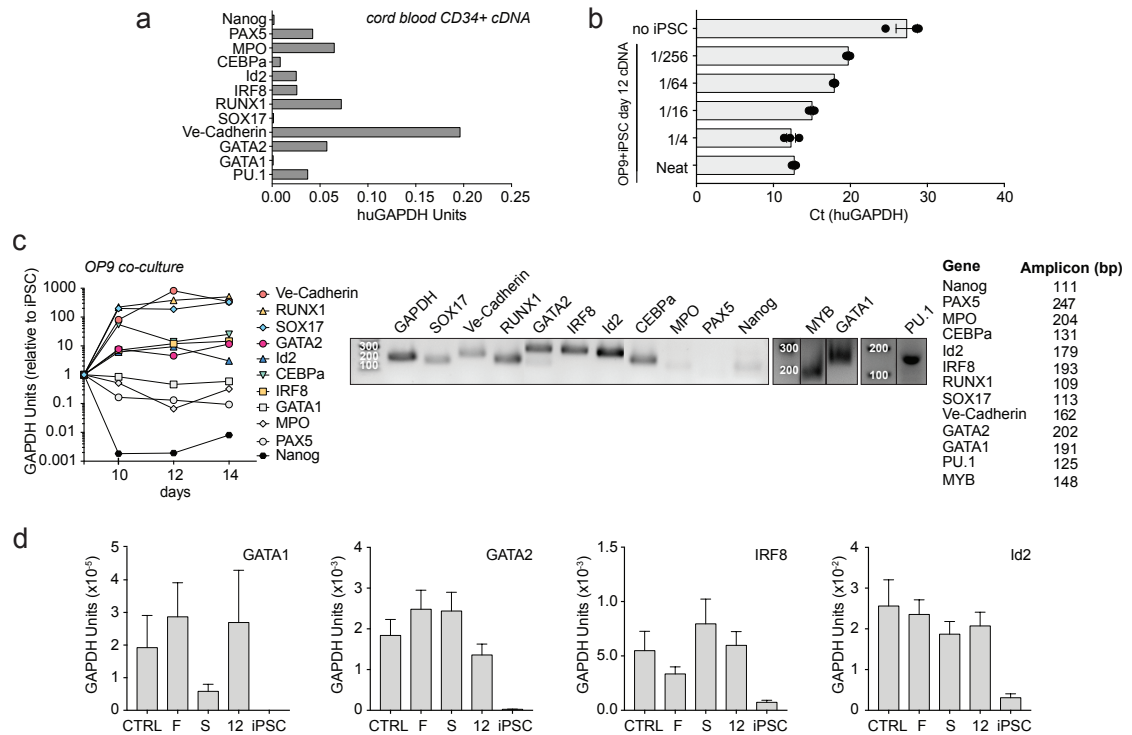 a
cord blood CD34+ cDNA
Nanog
PAX5
MPO
CEBPa
Id2
IRF8
RUNX1
SOX17
Ve-Cadherin
GATA2
GATA1
PU.1
0.00 0.05 0.10 0.15 0.20 0.25
huGAPDH Units
b
OP9+iPSC day 12 cDNA
no iPSC
1/256
1/64
1/16
1/4
Neat
0 10 20 30 40
Ct (huGAPDH)
c
OP9 co-culture
GAPDH Units (relative to iPSC)
1000
100
10
1
0.1
0.01
0.001
10 12 14
days
Ve-Cadherin
RUNX1
SOX17
GATA2
Id2
CEBPa
IRF8
GATA1
MPO
PAX5
Nanog
GAPDH SOX17 Ve-Cadherin RUNX1 GATA2 IRF8 Id2 CEBPa MPO PAX5 Nanog
300
200
100
MYB GATA1
300
200
PU.1
200
100
Gene Amplicon (bp)
Nanog 111
PAX5 247
MPO 204
CEBPa 131
Id2 179
IRF8 193
RUNX1 109
SOX17 113
Ve-Cadherin 162
GATA2 202
GATA1 191
PU.1 125
MYB 148
d
GATA1
GAPDH Units (x10-5)
5
4
3
2
1
0
CTRL F S 12 iPSC
GATA2
GAPDH Units (x10-3)
4
3
2
1
0
CTRL F S 12 iPSC
IRF8
GAPDH Units (x10-3)
1.5
1.0
5.0
0.0
CTRL F S 12 iPSC
Id2
GAPDH Units (x10-2)
4
3
2
1
0
CTRL F S 12 iPSC